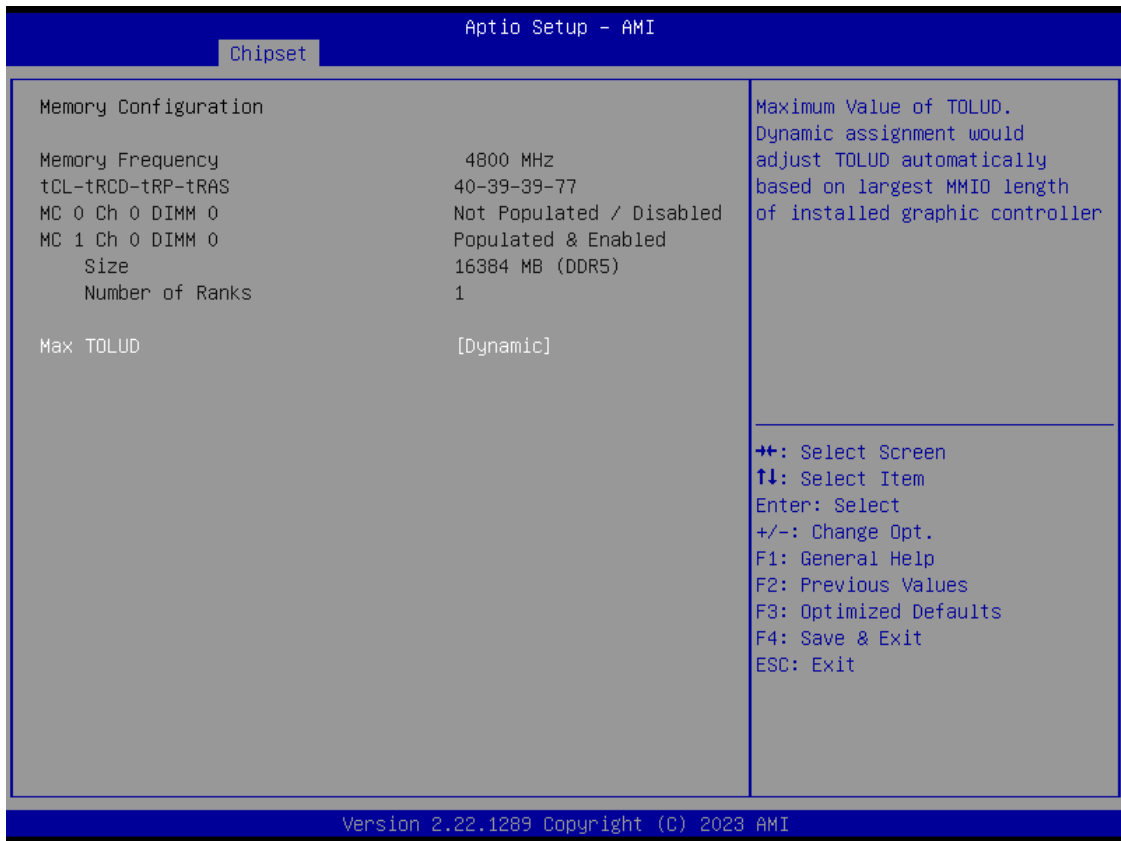 Aptio Setup – AMI
Chipset
Memory Configuration
Memory Frequency 4800 MHz
tCL-tRCD-tRP-tRAS 40-39-39-77
MC 0 Ch 0 DIMM 0 Not Populated / Disabled
MC 1 Ch 0 DIMM 0 Populated & Enabled
Size 16384 MB (DDR5)
Number of Ranks 1
Max TOLUD [Dynamic]
Maximum Value of TOLUD.
Dynamic assignment would
adjust TOLUD automatically
based on largest MMIO length
of installed graphic controller
→←: Select Screen
↑↓: Select Item
Enter: Select
+/-: Change Opt.
F1: General Help
F2: Previous Values
F3: Optimized Defaults
F4: Save & Exit
ESC: Exit
Version 2.22.1289 Copyright (C) 2023 AMI